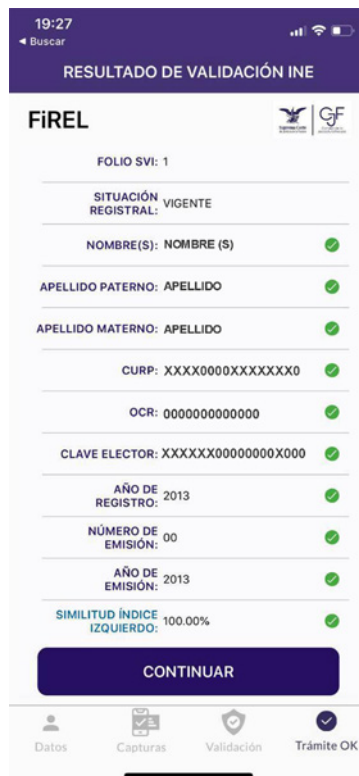 19:27
◀ Buscar
RESULTADO DE VALIDACIÓN INE
FiREL
FOLIO SVI: 1
SITUACIÓN
REGISTRAL: VIGENTE
NOMBRE(S): NOMBRE (S)
APELLIDO PATERNO: APELLIDO
APELLIDO MATERNO: APELLIDO
CURP: XXXX0000XXXXXXX0
OCR: 0000000000000
CLAVE ELECTOR: XXXXXX00000000X000
AÑO DE
REGISTRO: 2013
NÚMERO DE
EMISIÓN: 00
AÑO DE
EMISIÓN: 2013
SIMILITUD ÍNDICE
IZQUIERDO: 100.00%
CONTINUAR
Datos Capturas Validación Trámite OK